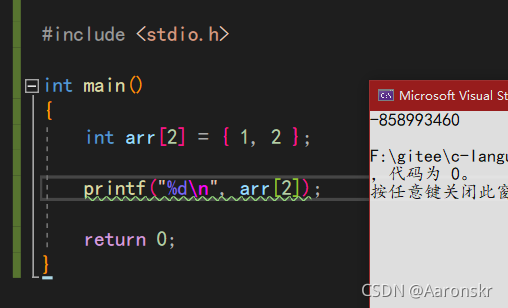 #include <stdio.h>
int main()
{
int arr[2] = { 1, 2 };
printf("%d\n", arr[2]);
return 0;
}
Microsoft Visual St
-858993460
F:\gitee\c-langu
，代码为 0。
按任意键关闭此窗
CSDN @Aaronskr